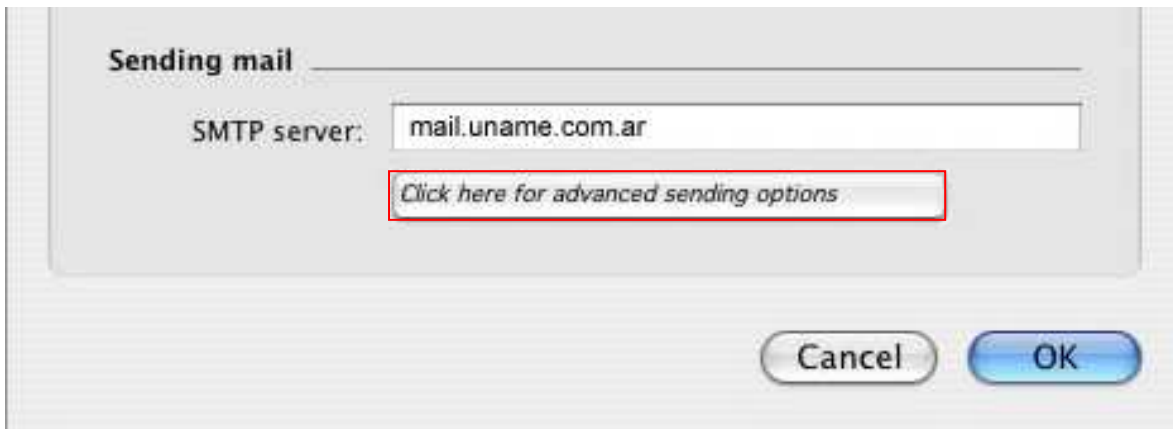 Sending mail
SMTP server: mail.uname.com.ar
Click here for advanced sending options
Cancel OK